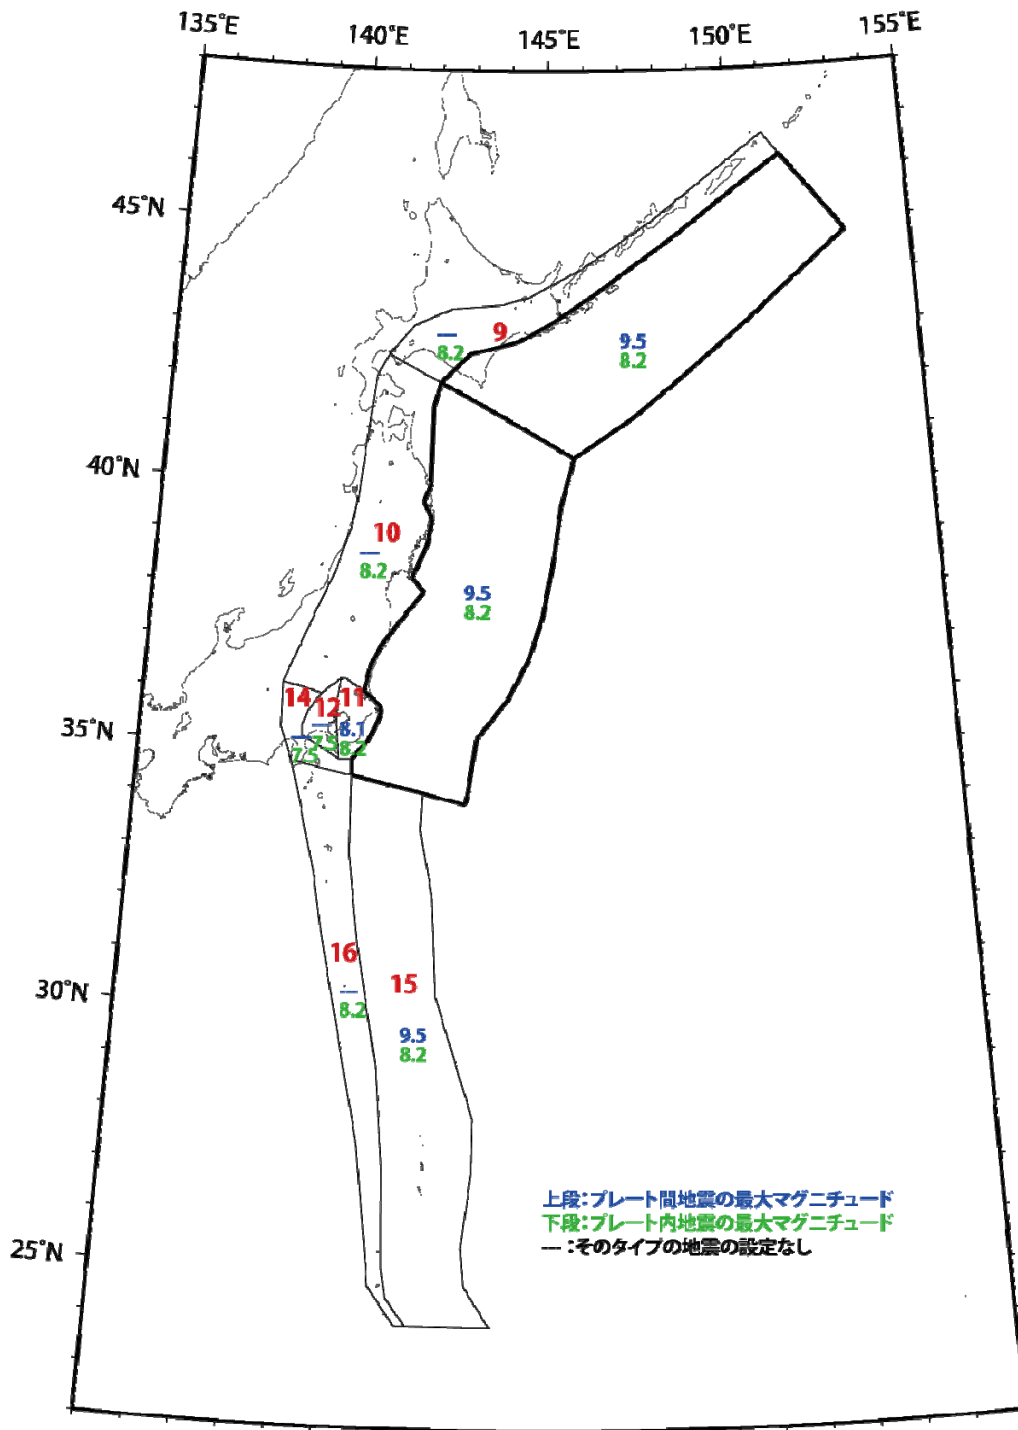 135°E
140°E
145°E
150°E
155°E
45°N
9
—
8.2
9.5
8.2
40°N
10
—
8.2
9.5
8.2
35°N
14
12
11
—
7.5
—
7.5
8.1
8.2
16
—
8.2
15
30°N
9.5
8.2
上段:プレート間地震の最大マグニチュード
下段:プレート内地震の最大マグニチュード
— :そのタイプの地震の設定なし
25°N